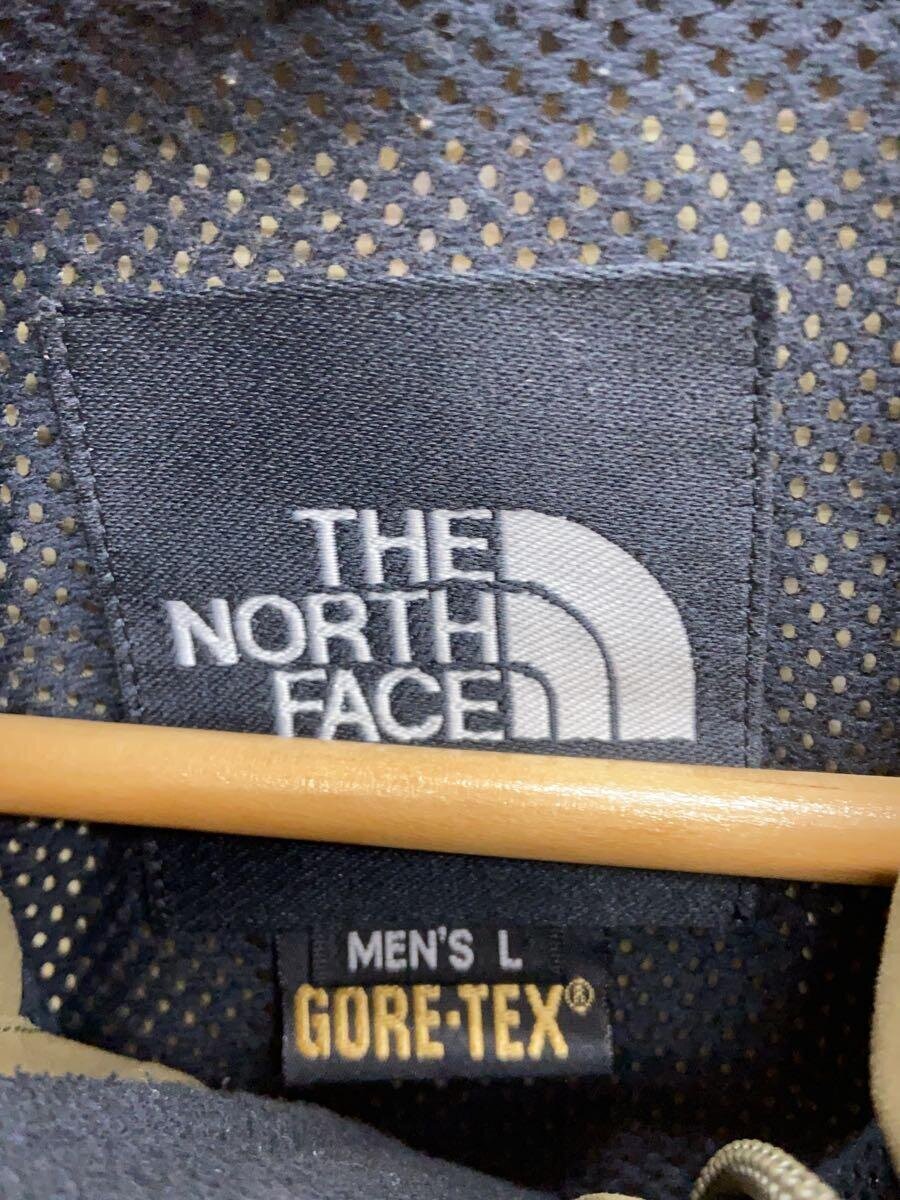 THE
NORTH
FACE
MEN'S L
GORE-TEX®